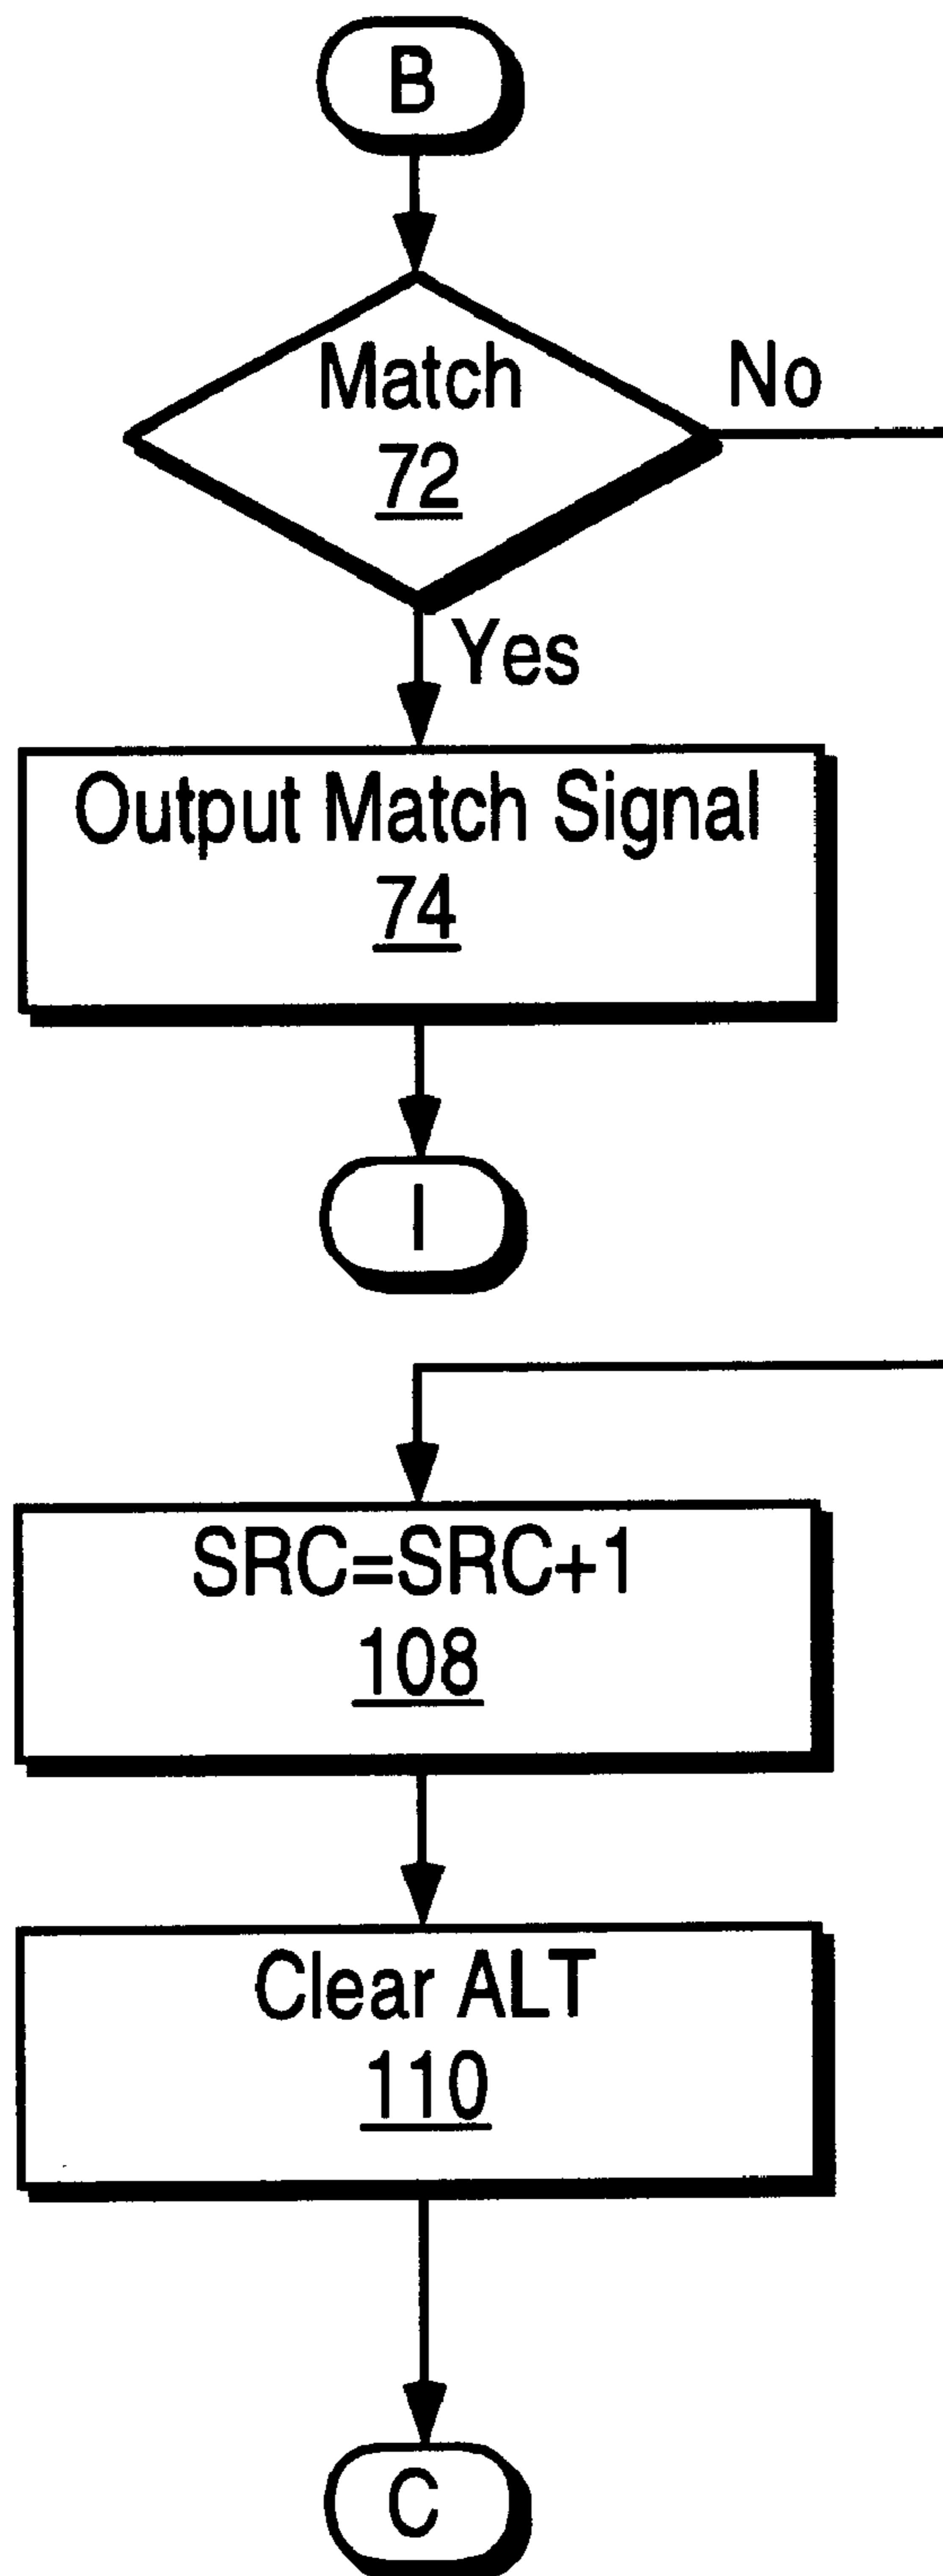 B
Match
No
72
Yes
Output Match Signal
74
I
SRC=SRC+1
108
Clear ALT
110
C